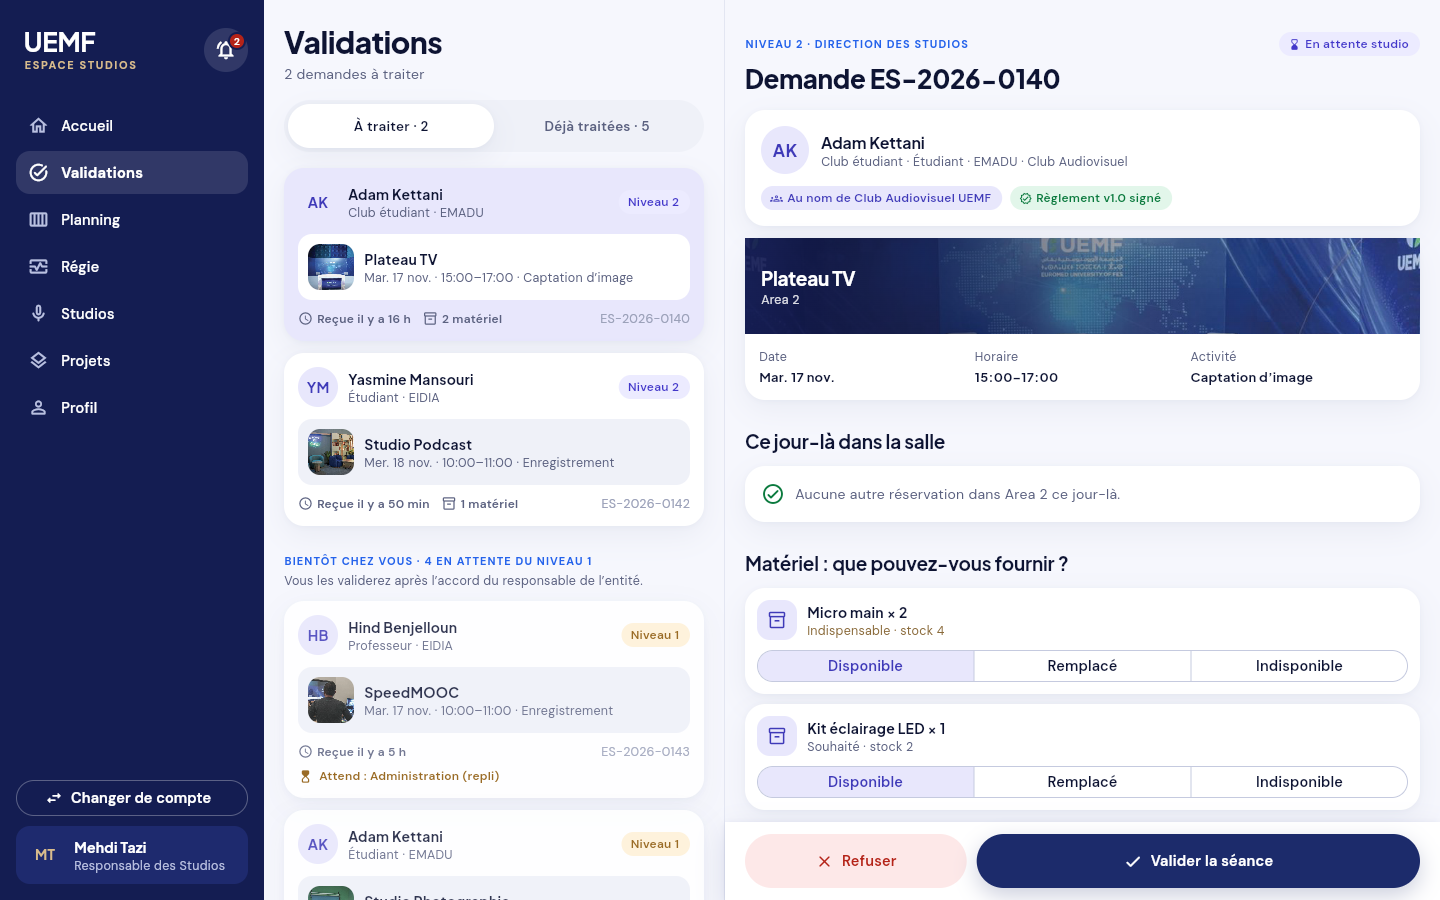 UEMF
ESPACE STUDIOS
2
Accueil
Validations
Planning
Régie
Studios
Projets
Profil
Changer de compte
MT
Mehdi Tazi
Responsable des Studios
Validations
2 demandes à traiter
À traiter · 2
Déjà traitées · 5
AK
Adam Kettani
Club étudiant · EMADU
Niveau 2
Plateau TV
Mar. 17 nov. · 15:00–17:00 · Captation d’image
Reçue il y a 16 h
2 matériel
ES-2026-0140
YM
Yasmine Mansouri
Étudiant · EIDIA
Niveau 2
Studio Podcast
Mer. 18 nov. · 10:00–11:00 · Enregistrement
Reçue il y a 50 min
1 matériel
ES-2026-0142
BIENTÔT CHEZ VOUS · 4 EN ATTENTE DU NIVEAU 1
Vous les validerez après l’accord du responsable de l’entité.
HB
Hind Benjelloun
Professeur · EIDIA
Niveau 1
SpeedMOOC
Mar. 17 nov. · 10:00–11:00 · Enregistrement
Reçue il y a 5 h
ES-2026-0143
Attend : Administration (repli)
AK
Adam Kettani
Étudiant · EMADU
Niveau 1
Studio Photographie
NIVEAU 2 · DIRECTION DES STUDIOS
En attente studio
Demande ES-2026-0140
AK
Adam Kettani
Club étudiant · Étudiant · EMADU · Club Audiovisuel
Au nom de Club Audiovisuel UEMF
Règlement v1.0 signé
UEMF
Plateau TV
Area 2
Date
Mar. 17 nov.
Horaire
15:00–17:00
Activité
Captation d’image
Ce jour-là dans la salle
Aucune autre réservation dans Area 2 ce jour-là.
Matériel : que pouvez-vous fournir ?
Micro main × 2
Indispensable · stock 4
Disponible
Remplacé
Indisponible
Kit éclairage LED × 1
Souhaité · stock 2
Disponible
Remplacé
Indisponible
Refuser
Valider la séance